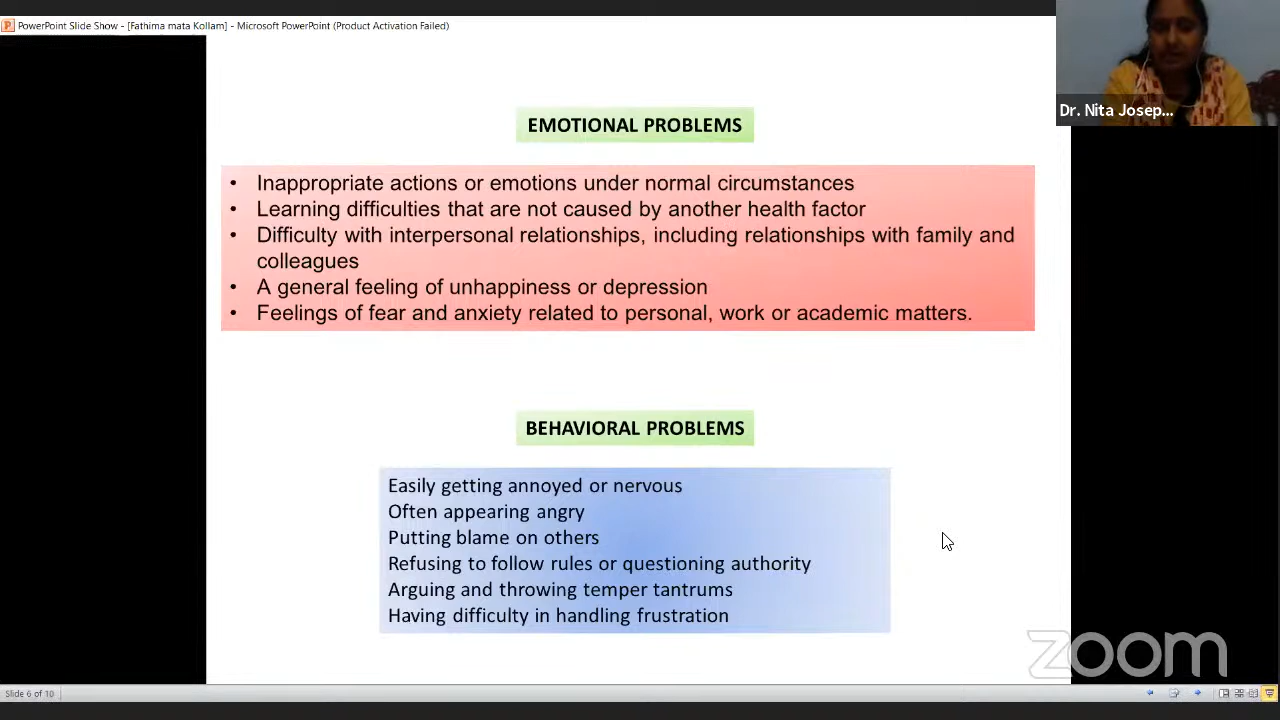 PowerPoint Slide Show - [Fathima mata Kollam] - Microsoft PowerPoint (Product Activation Failed)
Dr. Nita Josep...
EMOTIONAL PROBLEMS
• Inappropriate actions or emotions under normal circumstances
• Learning difficulties that are not caused by another health factor
• Difficulty with interpersonal relationships, including relationships with family and
colleagues
• A general feeling of unhappiness or depression
• Feelings of fear and anxiety related to personal, work or academic matters.
BEHAVIORAL PROBLEMS
Easily getting annoyed or nervous
Often appearing angry
Putting blame on others
Refusing to follow rules or questioning authority
Arguing and throwing temper tantrums
Having difficulty in handling frustration
zoom
Slide 6 of 10